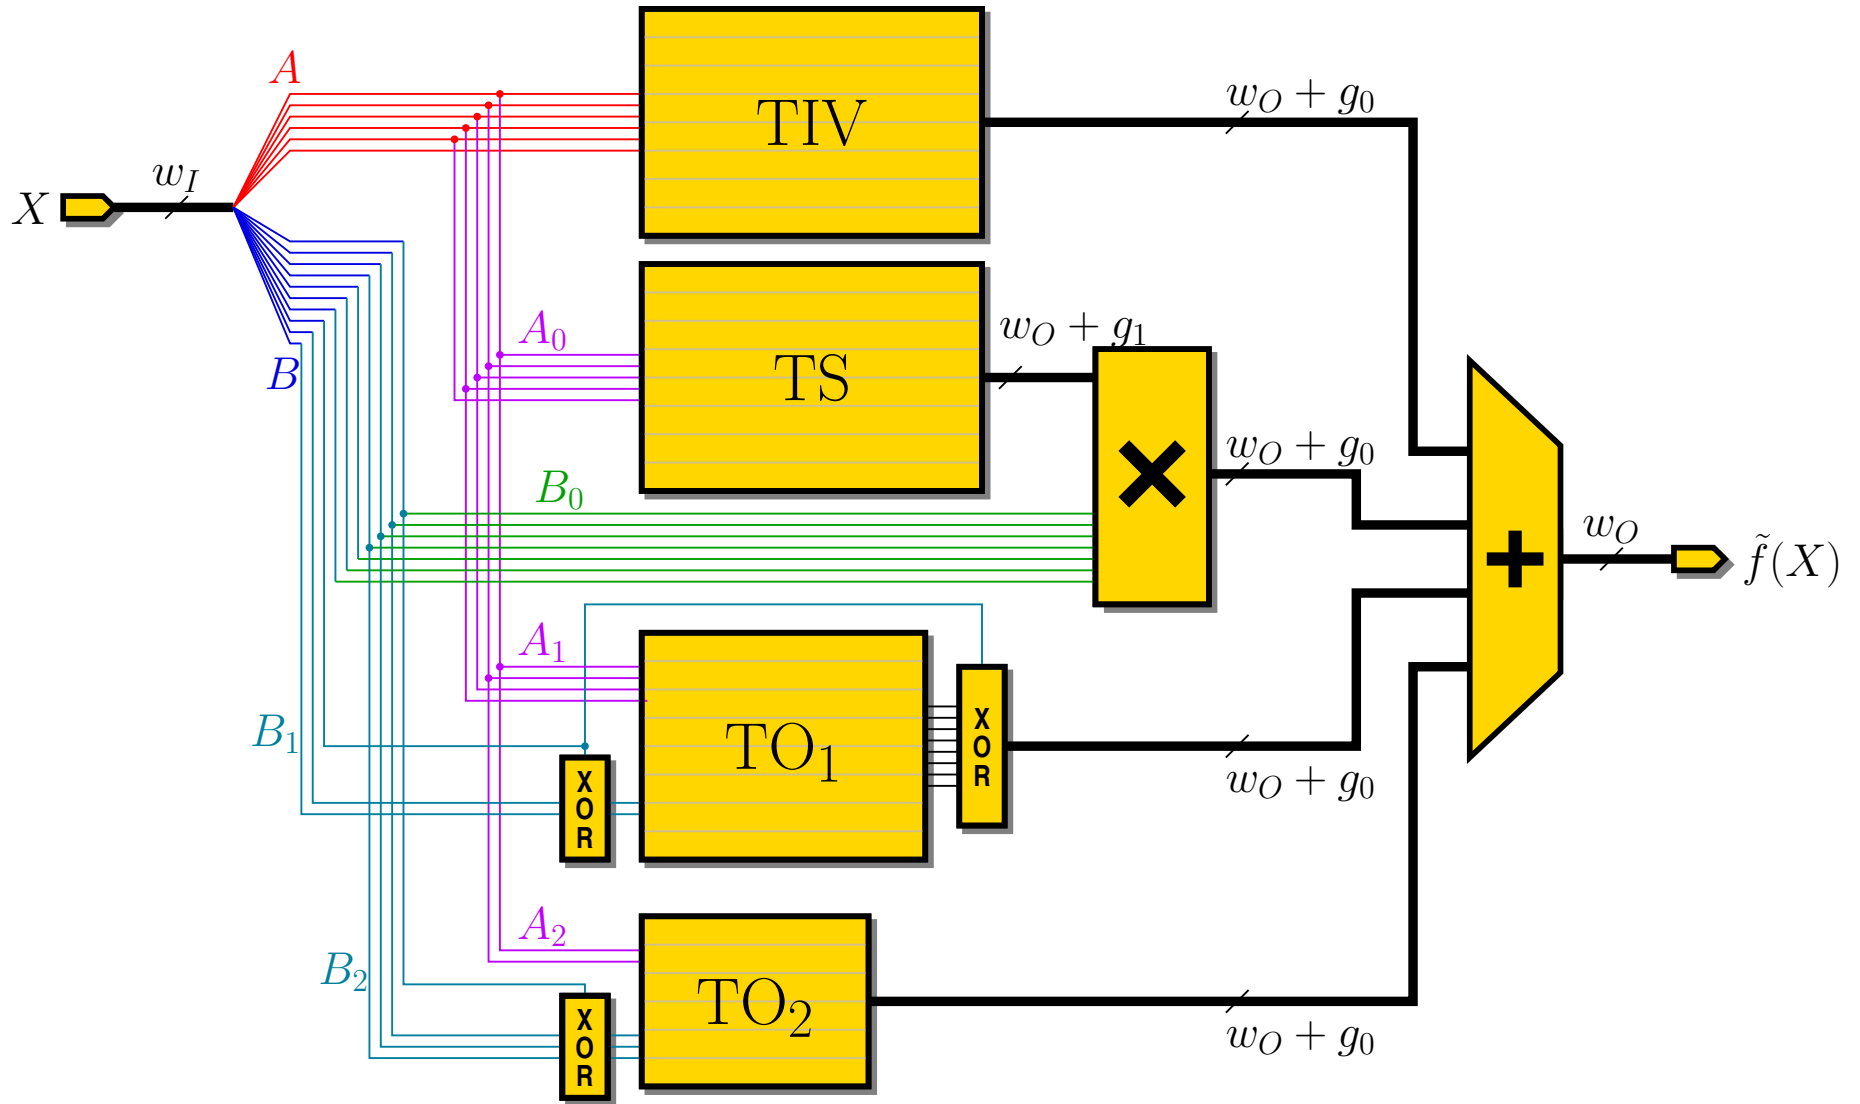 A
w_O + g_0
TIV
w_I
X
A_0
w_O + g_1
B
TS
w_O + g_0
B_0
×
w_O
+
f̃(X)
A_1
B_1
TO_1
XOR
XOR
w_O + g_0
A_2
B_2
TO_2
XOR
w_O + g_0